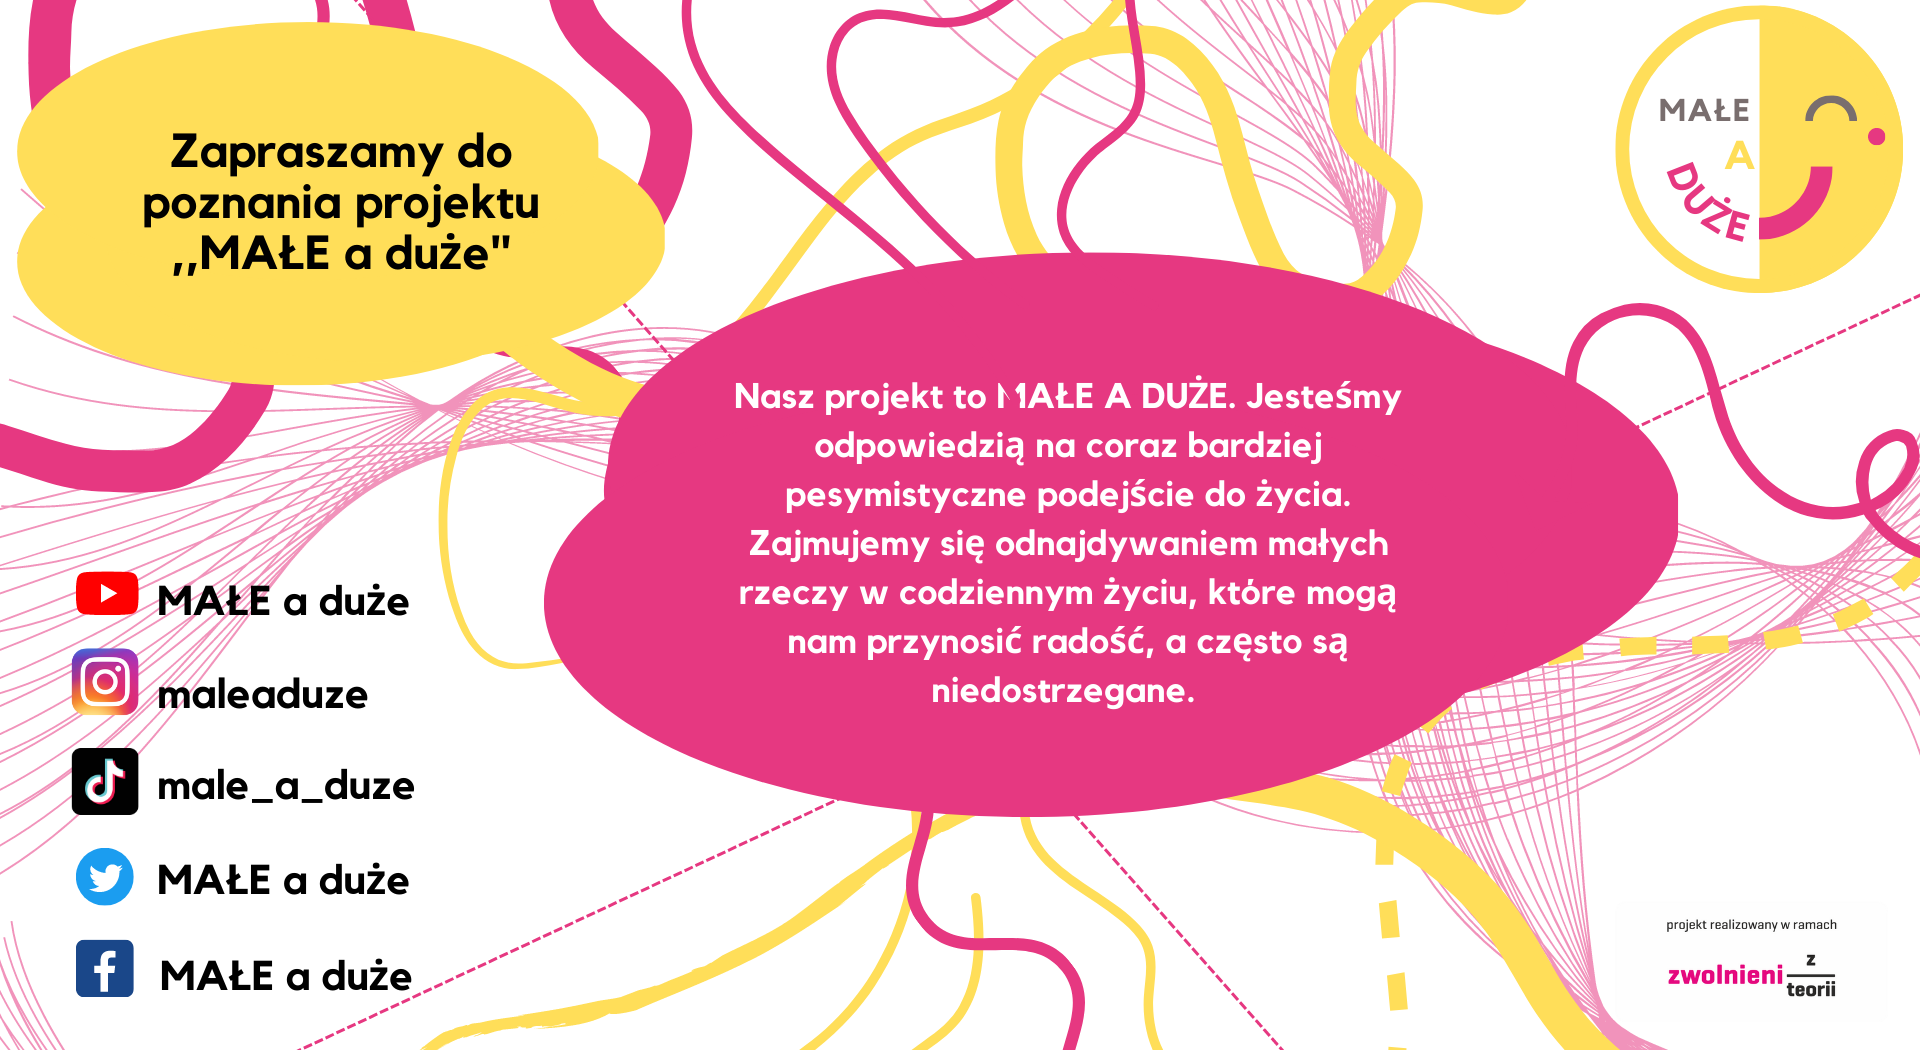 Zapraszamy do
poznania projektu
,,MAŁE a duże"
MAŁE
A
DUŻE
Nasz projekt to MAŁE A DUŻE. Jesteśmy
odpowiedzią na coraz bardziej
pesymistyczne podejście do życia.
Zajmujemy się odnajdywaniem małych
rzeczy w codziennym życiu, które mogą
nam przynosić radość, a często są
niedostrzegane.
MAŁE a duże
maleaduze
male_a_duze
MAŁE a duże
MAŁE a duże
projekt realizowany w ramach
zwolnieni z teorii